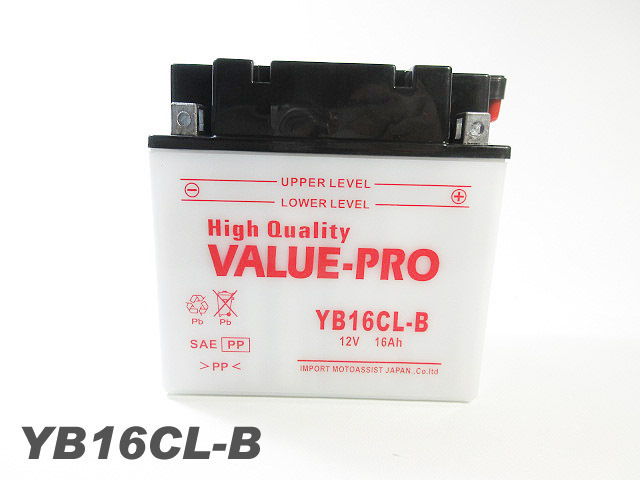 UPPER LEVEL
LOWER LEVEL
High Quality
VALUE-PRO
YB16CL-B
12V 16Ah
Pb Pb
SAE PP
>PP<
IMPORT MOTOASSIST JAPAN.,Co.ltd
YB16CL-B